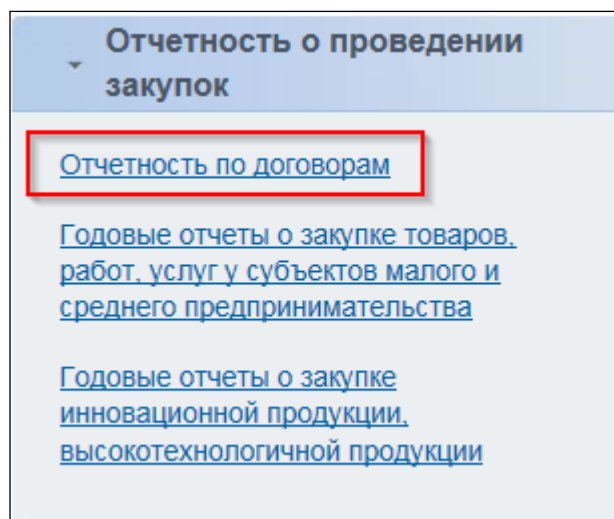 Отчетность о проведении
закупок
Отчетность по договорам
Годовые отчеты о закупке товаров,
работ, услуг у субъектов малого и
среднего предпринимательства
Годовые отчеты о закупке
инновационной продукции,
высокотехнологичной продукции